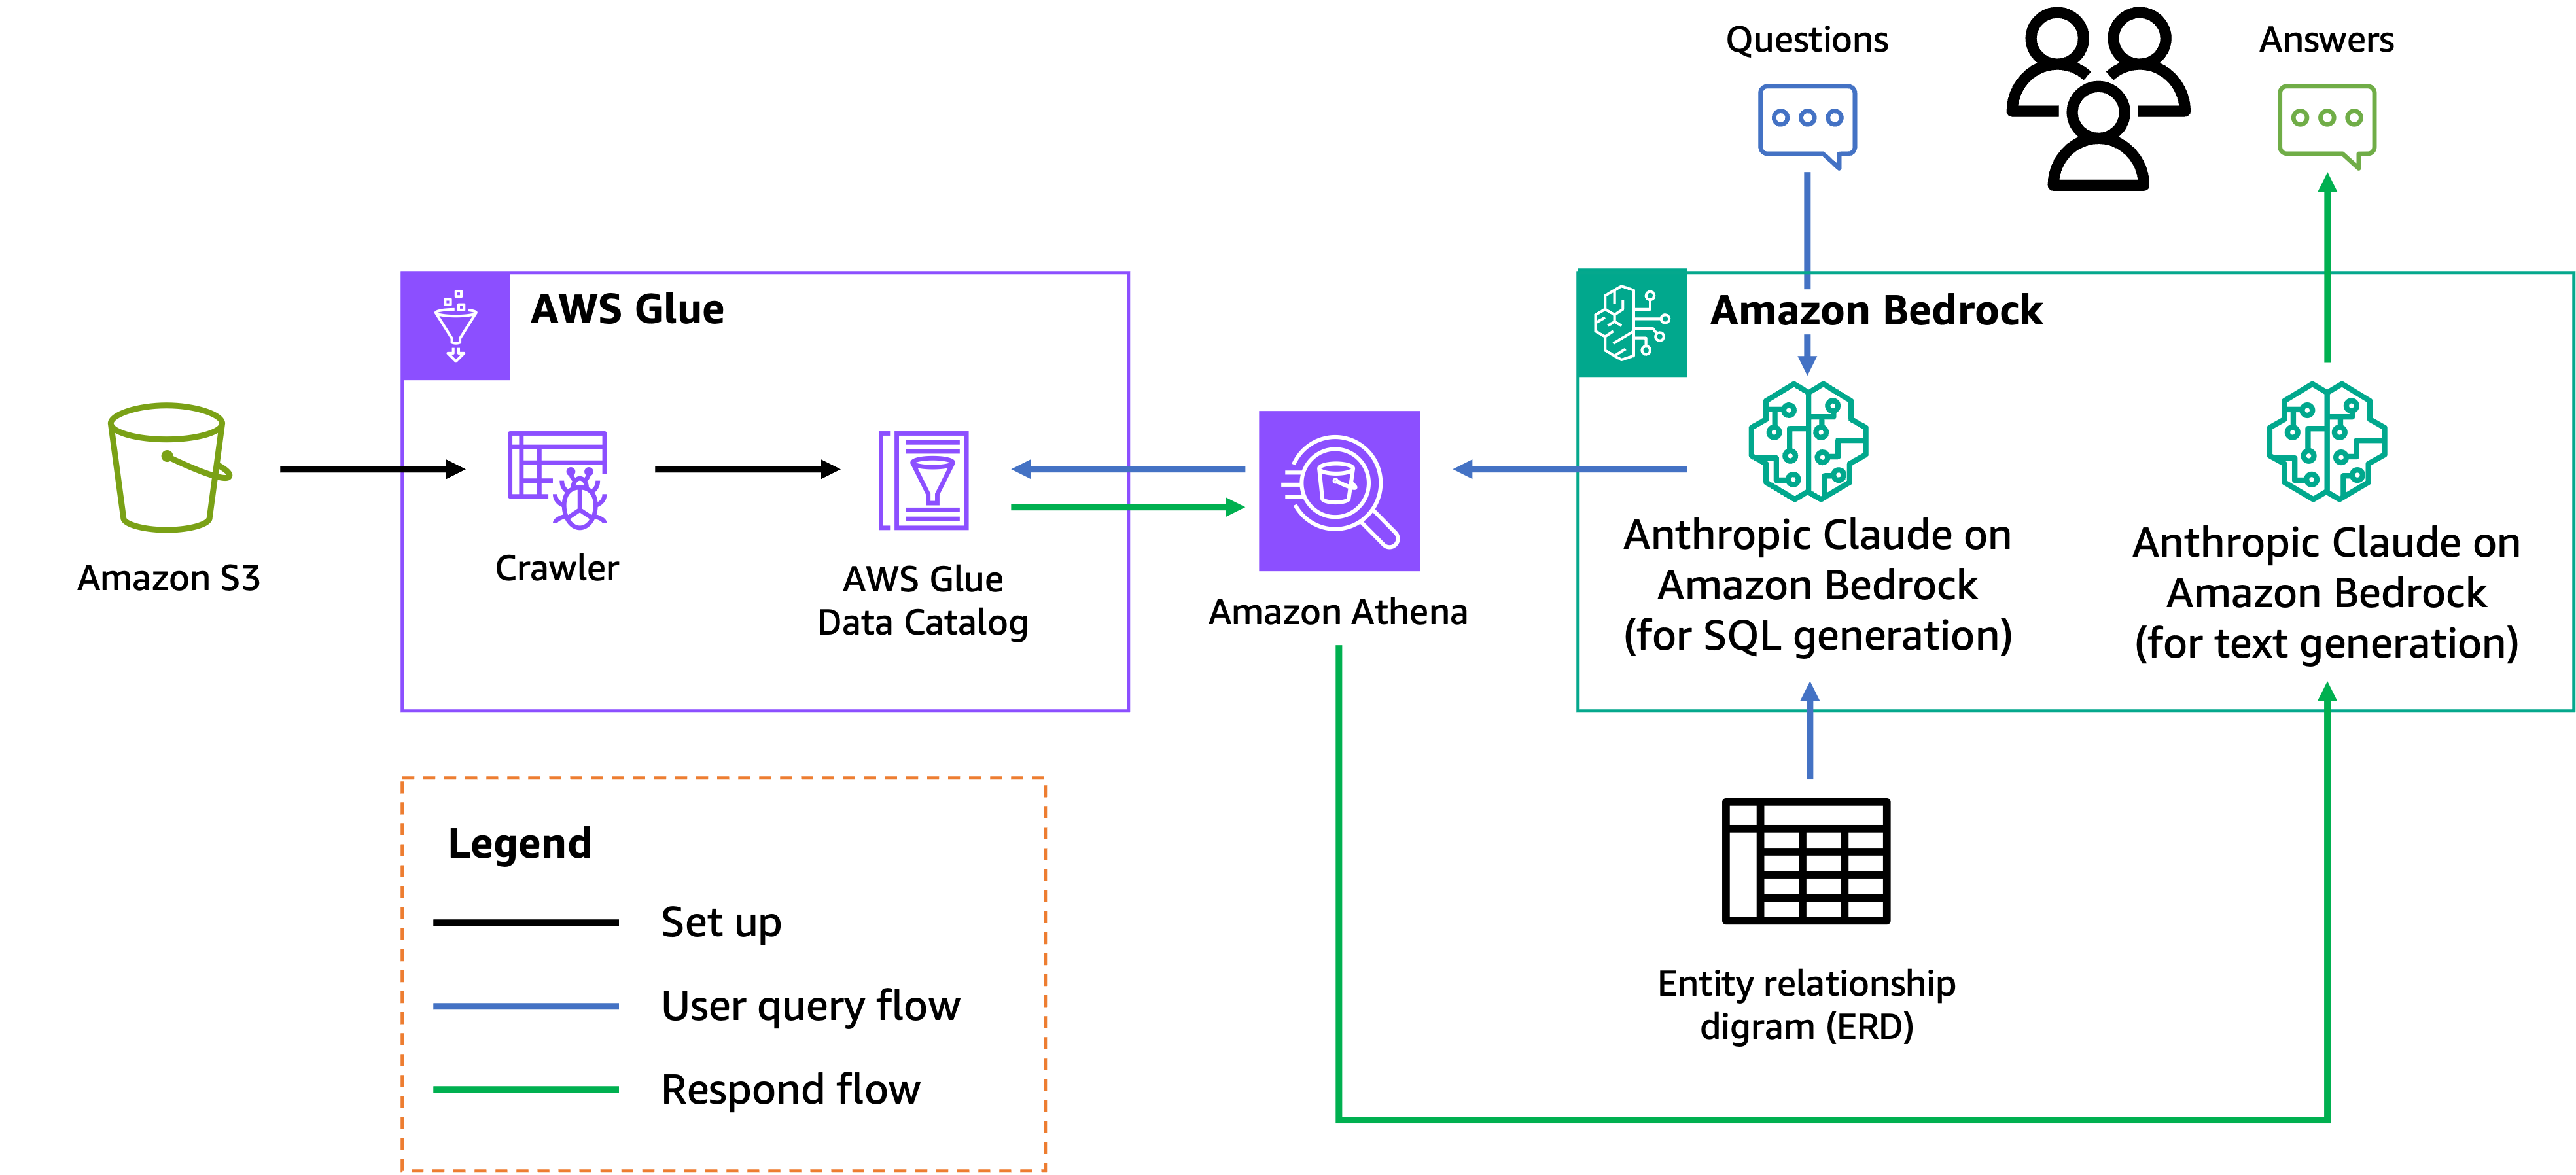 Questions
Answers
AWS Glue
Amazon Bedrock
Amazon S3
Crawler
AWS Glue
Data Catalog
Amazon Athena
Anthropic Claude on
Amazon Bedrock
(for SQL generation)
Anthropic Claude on
Amazon Bedrock
(for text generation)
Legend
Set up
User query flow
Respond flow
Entity relationship
digram (ERD)